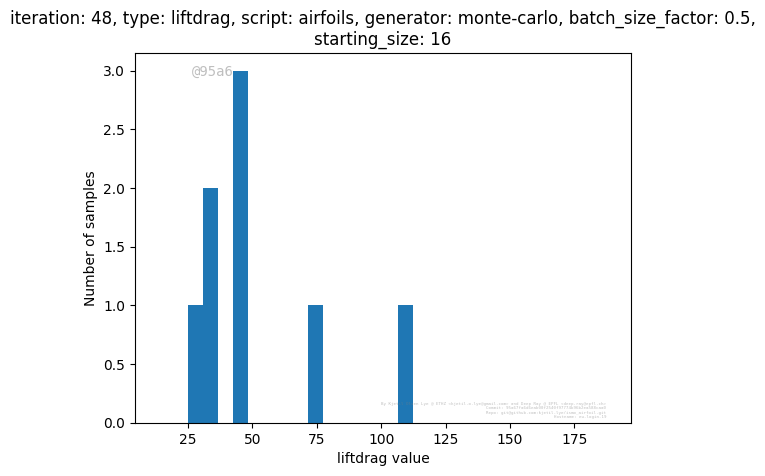 iteration: 48, type: liftdrag, script: airfoils, generator: monte-carlo, batch_size_factor: 0.5,
starting_size: 16
@95a6
3.0
2.5
2.0
1.5
1.0
0.5
0.0
Number of samples
25
50
75
100
125
150
175
liftdrag value